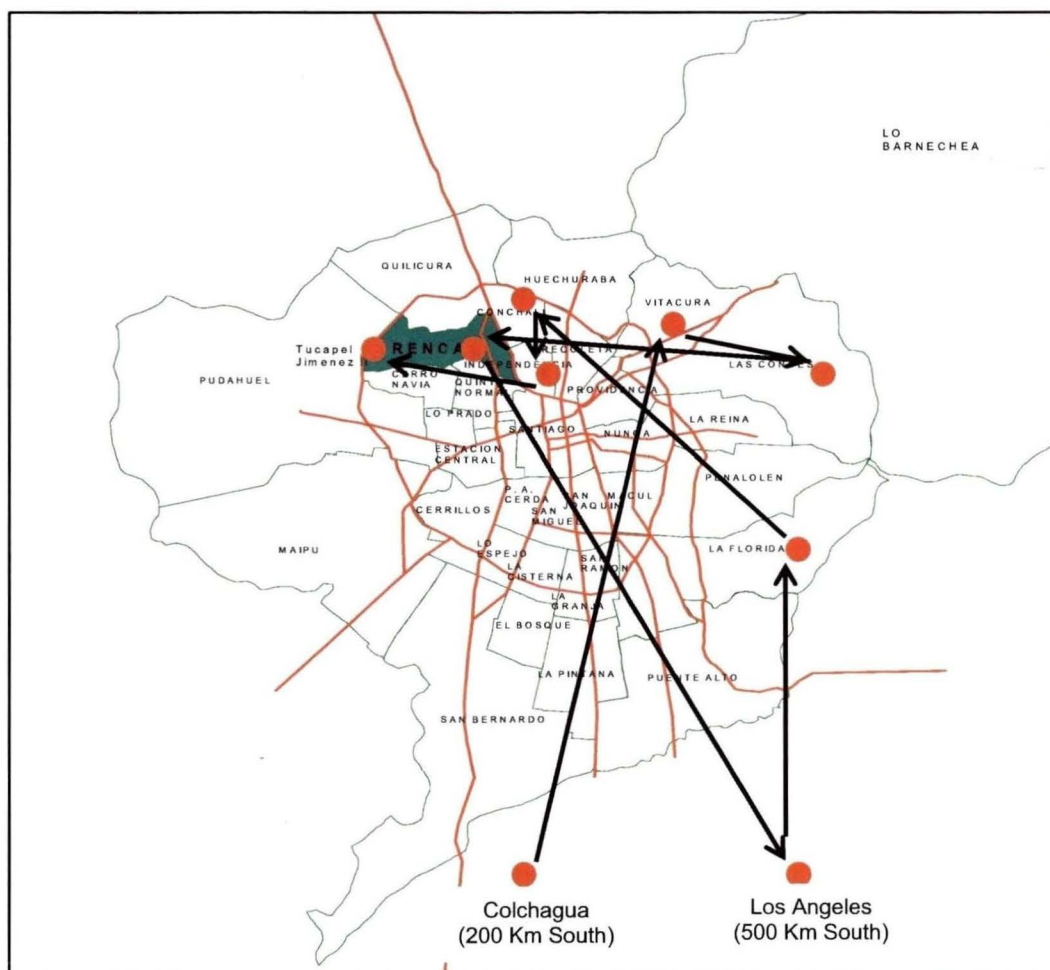 LO
BARNECHEA
QUILICURA
HUECHURABA
VITACURA
Tucapel
Jimenez II
RENCA
RECOLETA
INDEPENDENCIA
LAS CONDES
PUDAHUEL
CERRO
NAVIA
QUINTA
NORMAL
PROVIDENCIA
LO PRADO
LA REINA
SANTIAGO
NUNOA
ESTACION
CENTRAL
PENALOLEN
P. A.
CERDA
SAN
JOAQUIN
MACUL
CERRILLOS
SAN
MIGUEL
MAIPU
LO
ESPEJO
LA FLORIDA
SAN
RAMON
LA
CISTERNA
LA
GRANJA
EL BOSQUE
LA PINTANA
PUENTE ALTO
SAN BERNARDO
Colchagua
(200 Km South)
Los Angeles
(500 Km South)